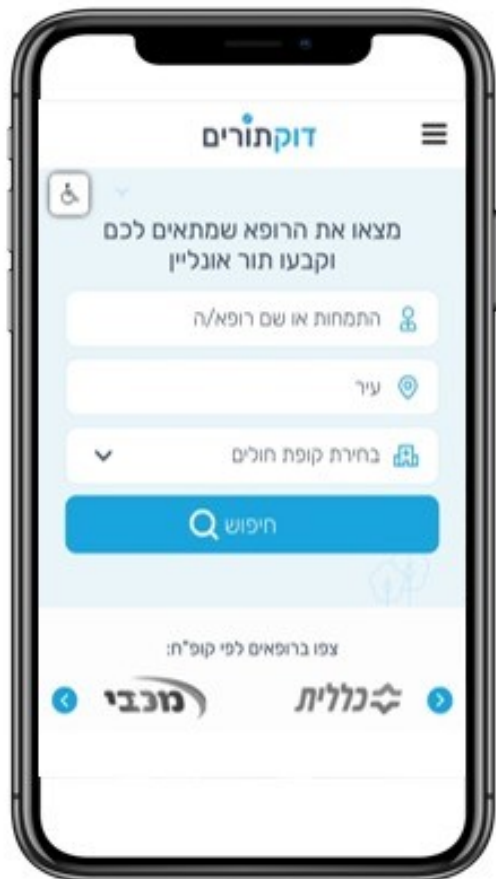 דוקתורים
מצאו את הרופא שמתאים לכם
וקבעו תור אונליין
התמחות או שם רופא/ה
עיר
בחירת קופת חולים
חיפוש
צפו ברופאים לפי קופ"ח:
כללית מכבי